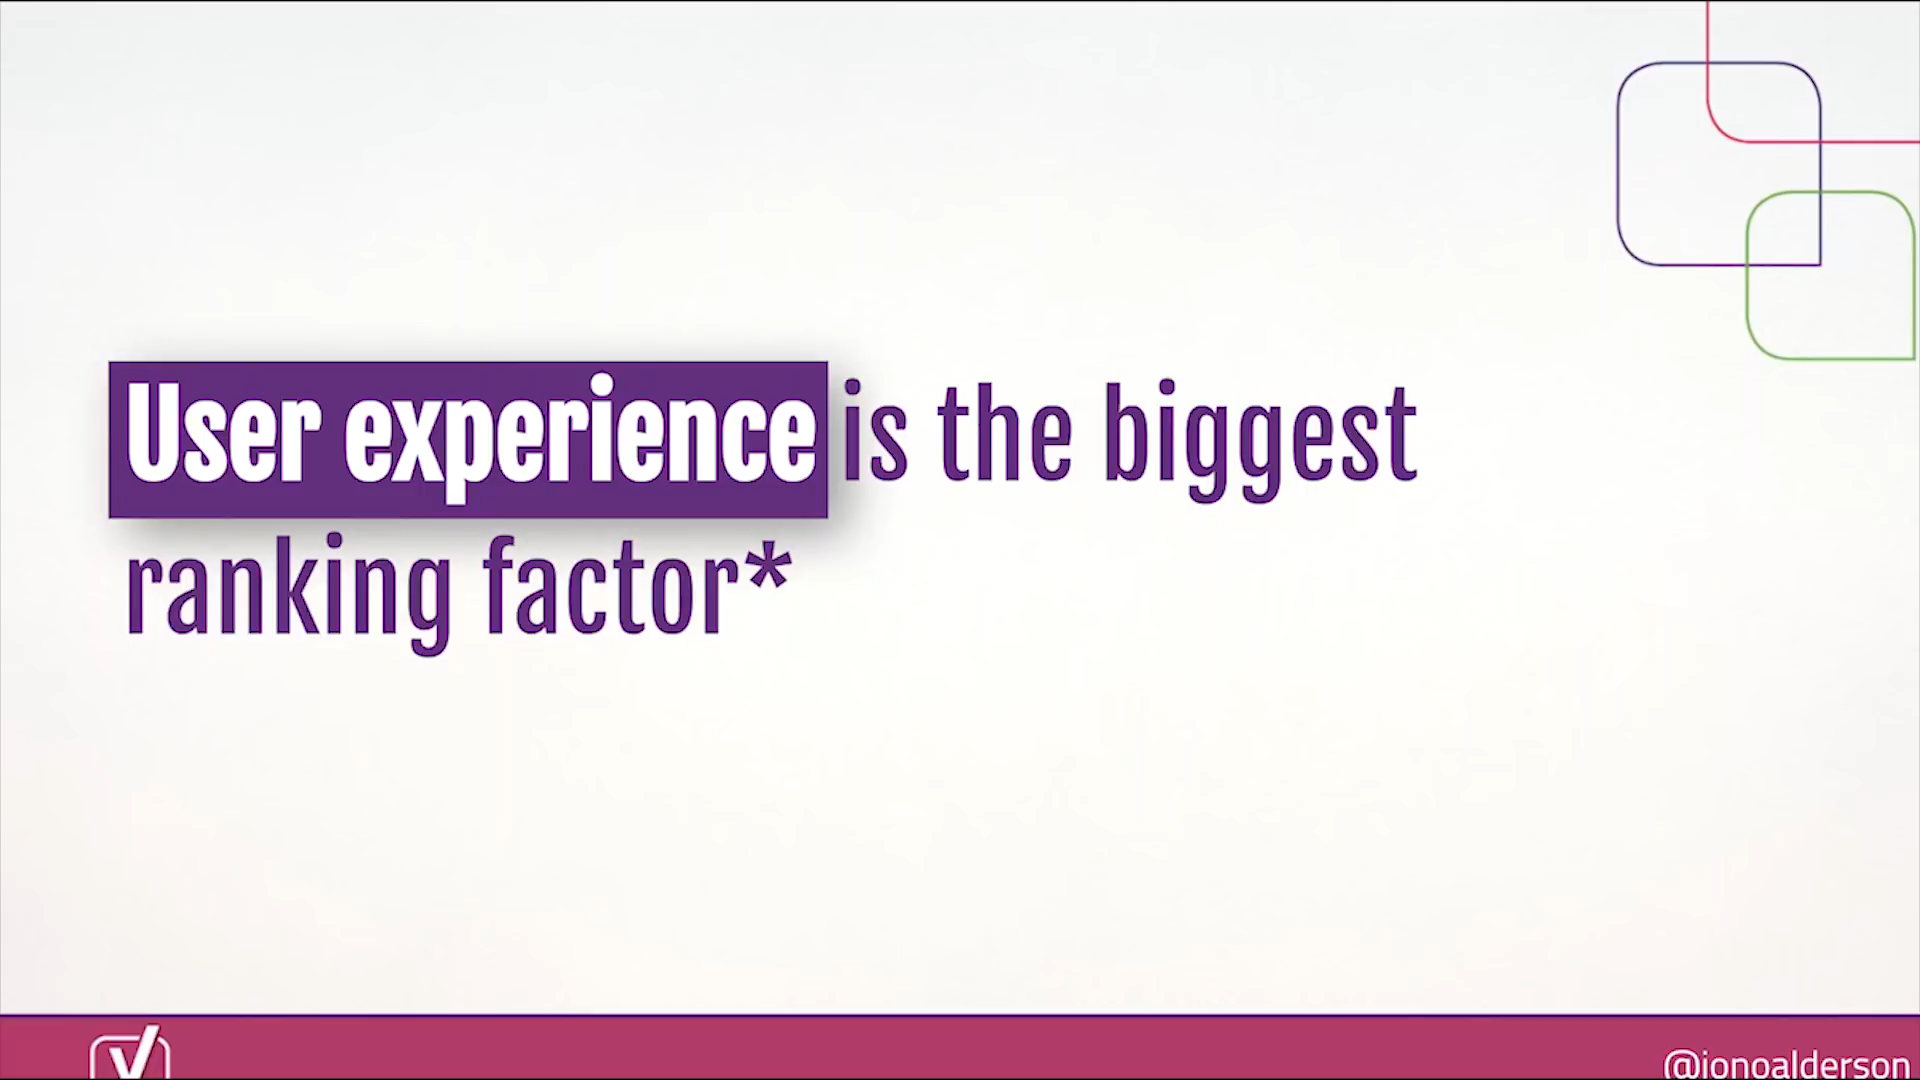 User experience is the biggest
ranking factor*
@jonoalderson